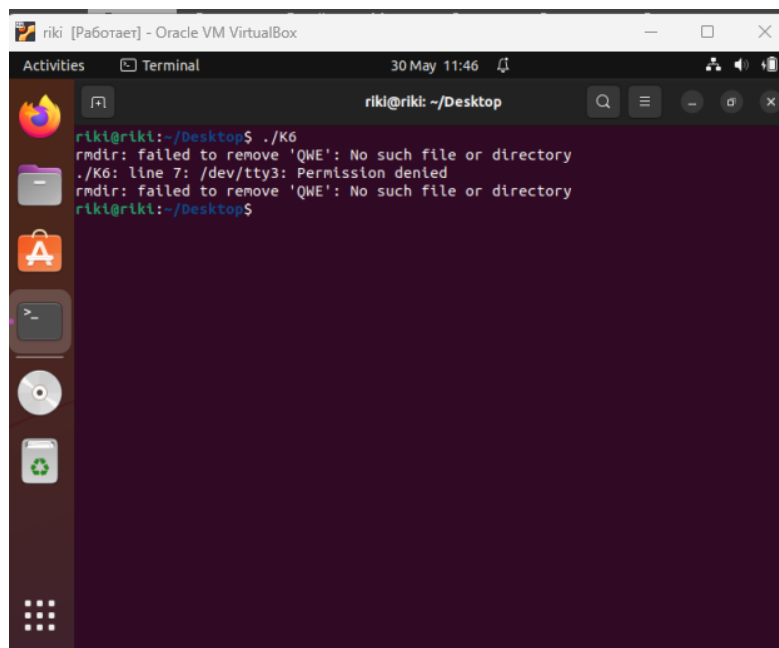 riki [Работает] - Oracle VM VirtualBox
Activities Terminal 30 May 11:46
riki@riki: ~/Desktop
riki@riki:~/Desktop$ ./K6
rmdir: failed to remove 'QWE': No such file or directory
./K6: line 7: /dev/tty3: Permission denied
rmdir: failed to remove 'QWE': No such file or directory
riki@riki:~/Desktop$